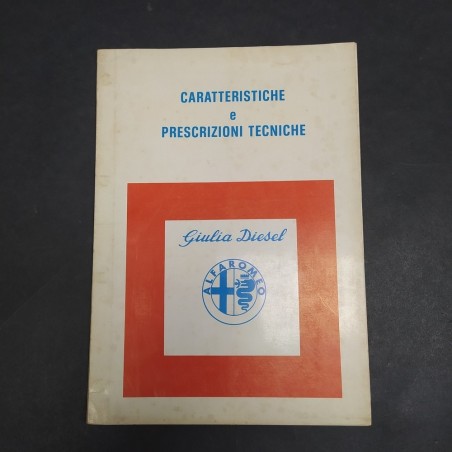 CARATTERISTICHE
e
PRESCRIZIONI TECNICHE
Giulia Diesel
ALFA ROMEO